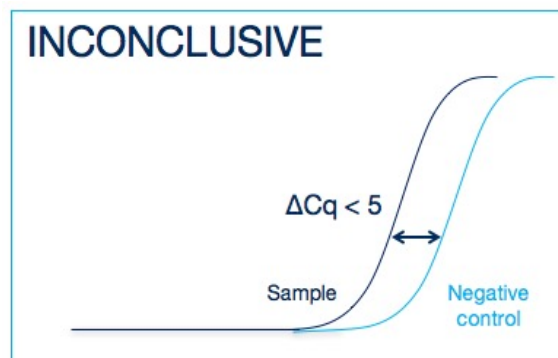 INCONCLUSIVE
ΔCq < 5
Sample
Negative
control